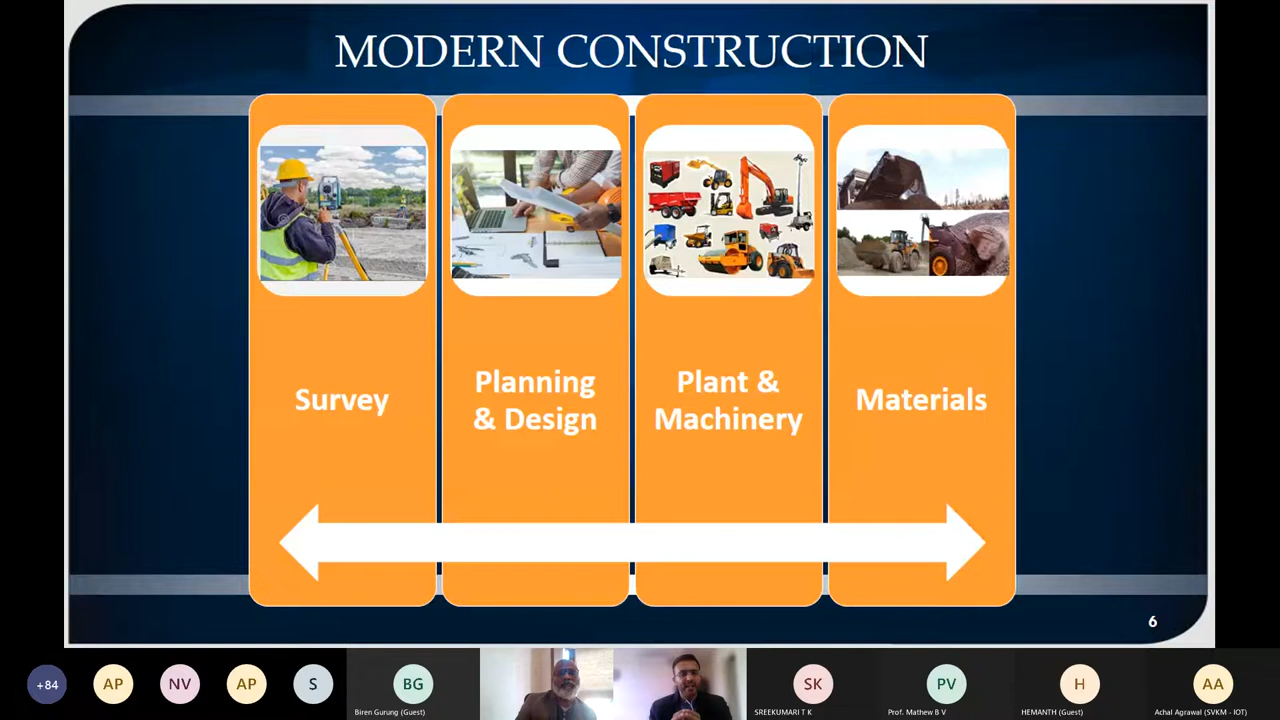 MODERN CONSTRUCTION
Survey
Planning
& Design
Plant &
Machinery
Materials
6
+84
AP
NV
AP
S
BG
Biren Gurung (Guest)
SK
SREEKUMARI T K
PV
Prof. Mathew B V
H
HEMANTH (Guest)
AA
Achal Agrawal (SVKM - IOT)